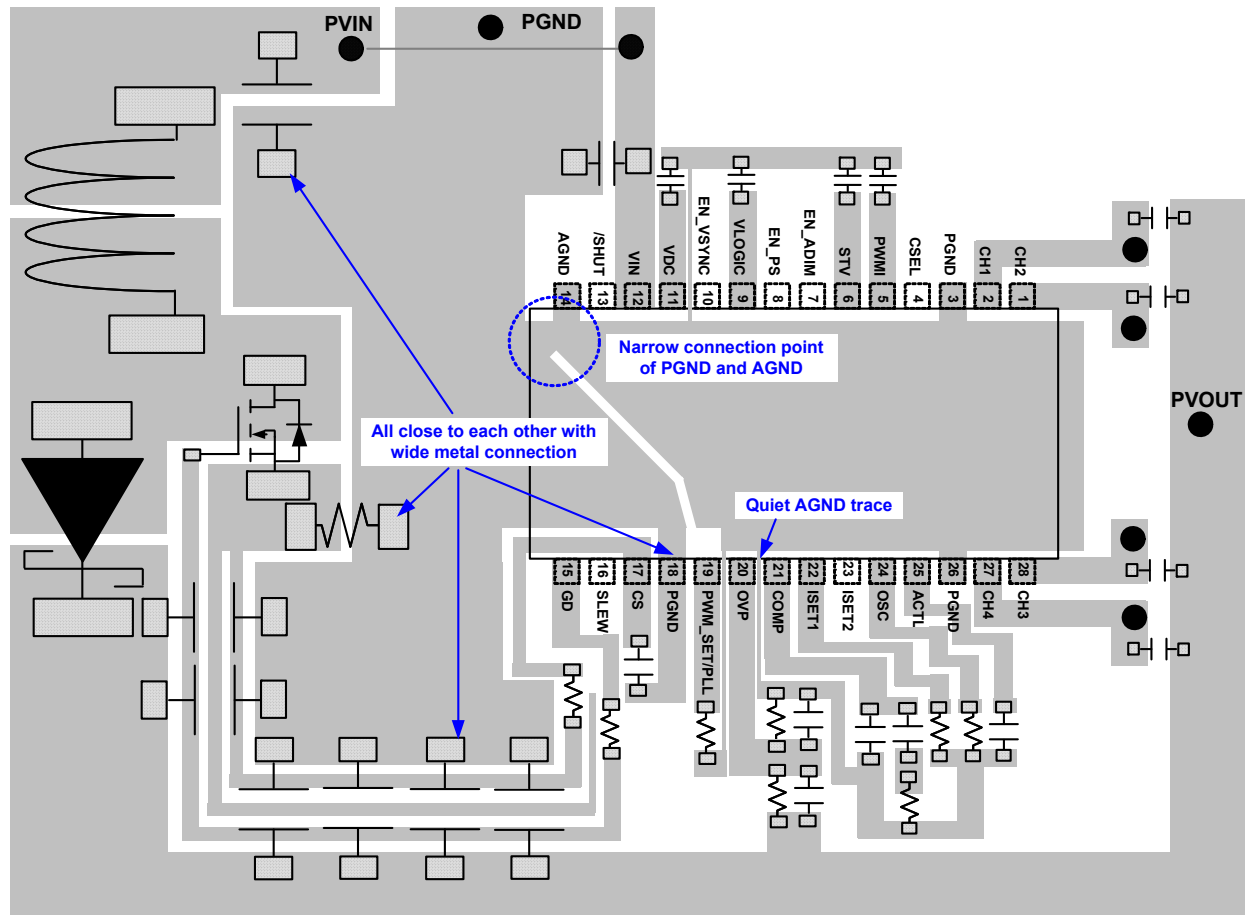 PVIN
PGND
AGND
/SHUT
VIN
VDC
EN_VSYNC
VLOGIC
EN_PS
EN_ADIM
STV
PWMI
CSEL
PGND
CH1
CH2
14
13
12
11
10
9
8
7
6
5
4
3
2
1
Narrow connection point
of PGND and AGND
PVOUT
All close to each other with
wide metal connection
Quiet AGND trace
15
16
17
18
19
20
21
22
23
24
25
26
27
28
GD
SLEW
CS
PGND
PWM_SET/PLL
OVP
COMP
ISET1
ISET2
OSC
ACTL
PGND
CH4
CH3